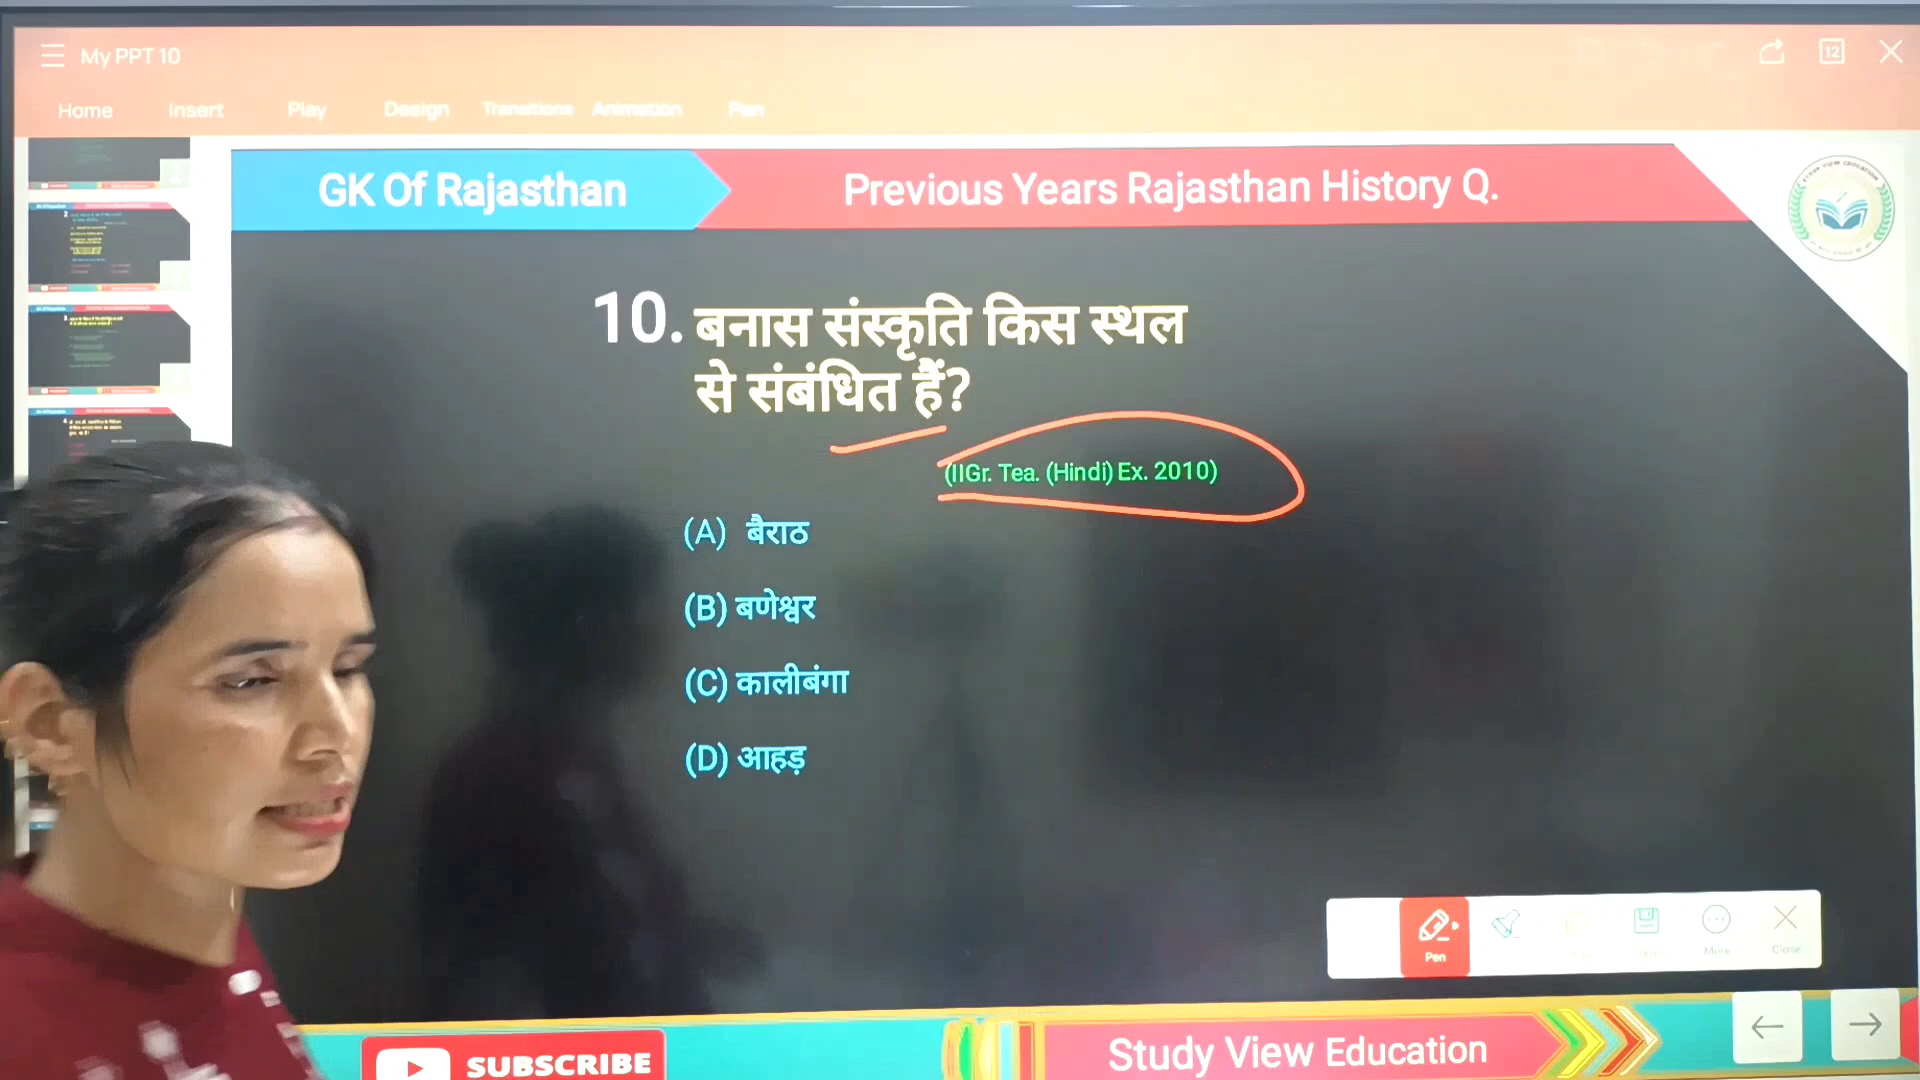 My PPT 10
12
Home Insert Play Design Transitions Animation Pen
GK Of Rajasthan
Previous Years Rajasthan History Q.
10. बनास संस्कृति किस स्थल
से संबंधित हैं?
(IIGr. Tea. (Hindi) Ex. 2010)
(A) बैराठ
(B) बणेश्वर
(C) कालीबंगा
(D) आहड़
Pen
More
Close
SUBSCRIBE
Study View Education